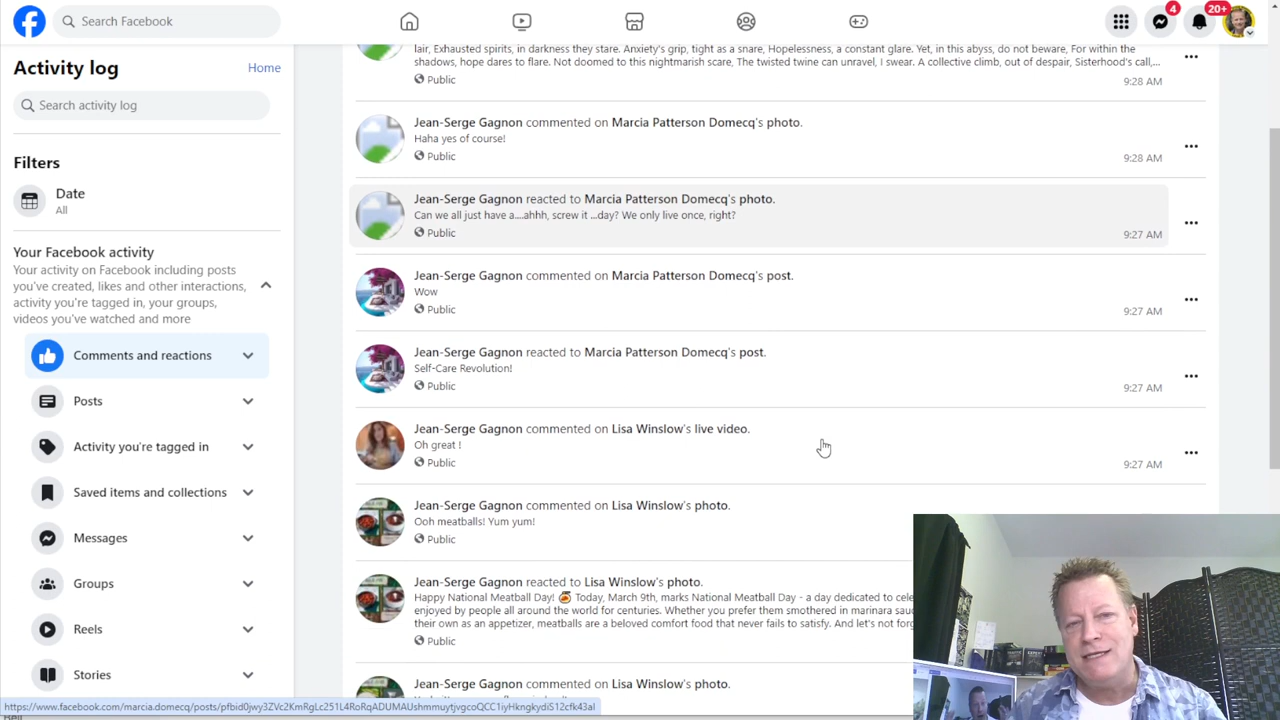 Search Facebook
4
20+
Activity log
Home
Search activity log
Filters
Date
All
Your Facebook activity
Your activity on Facebook including posts
you've created, likes and other interactions,
activity you're tagged in, your groups,
videos you've watched and more
Comments and reactions
Posts
Activity you're tagged in
Saved items and collections
Messages
Groups
Reels
Stories
lair, Exhausted spirits, in darkness they stare. Anxiety's grip, tight as a snare, Hopelessness, a constant glare. Yet, in this abyss, do not beware, For within the
shadows, hope dares to flare. Not doomed to this nightmarish scare, The twisted twine can unravel, I swear. A collective climb, out of despair, Sisterhood's call,...
Public
9:28 AM
Jean-Serge Gagnon commented on Marcia Patterson Domecq's photo.
Haha yes of course!
Public
9:28 AM
Jean-Serge Gagnon reacted to Marcia Patterson Domecq's photo.
Can we all just have a....ahhh, screw it ...day? We only live once, right?
Public
9:27 AM
Jean-Serge Gagnon commented on Marcia Patterson Domecq's post.
Wow
Public
9:27 AM
Jean-Serge Gagnon reacted to Marcia Patterson Domecq's post.
Self-Care Revolution!
Public
9:27 AM
Jean-Serge Gagnon commented on Lisa Winslow's live video.
Oh great !
Public
9:27 AM
Jean-Serge Gagnon commented on Lisa Winslow's photo.
Ooh meatballs! Yum yum!
Public
Jean-Serge Gagnon reacted to Lisa Winslow's photo.
Happy National Meatball Day! Today, March 9th, marks National Meatball Day - a day dedicated to
enjoyed by people all around the world for centuries. Whether you prefer them smothered in marinara
their own as an appetizer, meatballs are a beloved comfort food that never fails to satisfy. And let's not
Public
Jean-Serge Gagnon commented on Lisa Winslow's photo.